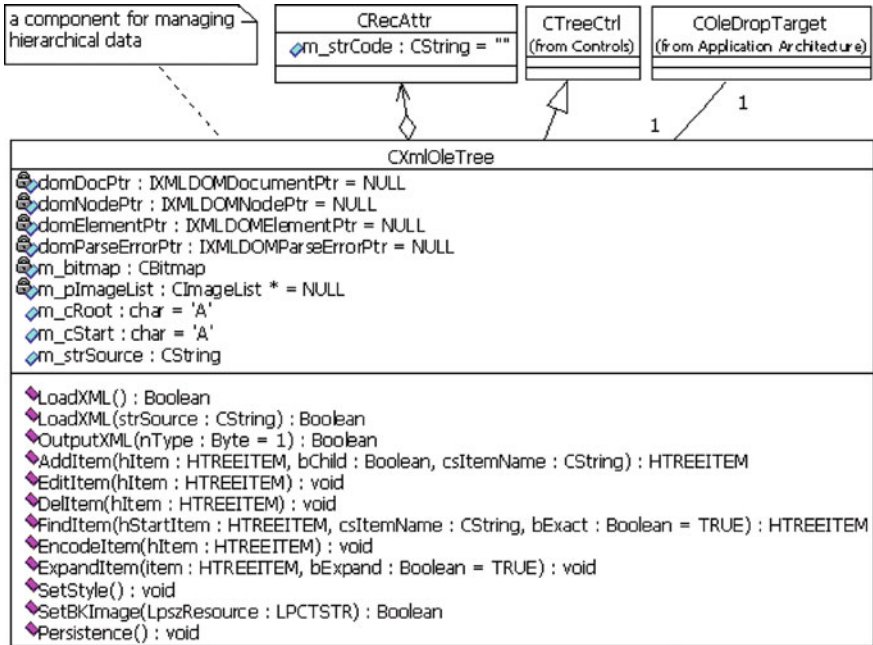 a component for managing
hierarchical data
CRecAttr
m_strCode : CString = ""
CTreeCtrl
(from Controls)
COleDropTarget
(from Application Architecture)
1
1
CXmlOleTree
domDocPtr : IXMLDOMDocumentPtr = NULL
domNodePtr : IXMLDOMNodePtr = NULL
domElementPtr : IXMLDOMElementPtr = NULL
domParseErrorPtr : IXMLDOMParseErrorPtr = NULL
m_bitmap : CBitmap
m_pImageList : CImageList * = NULL
m_cRoot : char = 'A'
m_cStart : char = 'A'
m_strSource : CString
LoadXML() : Boolean
LoadXML(strSource : CString) : Boolean
OutputXML(nType : Byte = 1) : Boolean
AddItem(hItem : HTREEITEM, bChild : Boolean, csItemName : CString) : HTREEITEM
EditItem(hItem : HTREEITEM) : void
DelItem(hItem : HTREEITEM) : void
FindItem(hStartItem : HTREEITEM, csItemName : CString, bExact : Boolean = TRUE) : HTREEITEM
EncodeItem(hItem : HTREEITEM) : void
ExpandItem(item : HTREEITEM, bExpand : Boolean = TRUE) : void
SetStyle() : void
SetBKImage(LpszResource : LPCTSTR) : Boolean
Persistence() : void